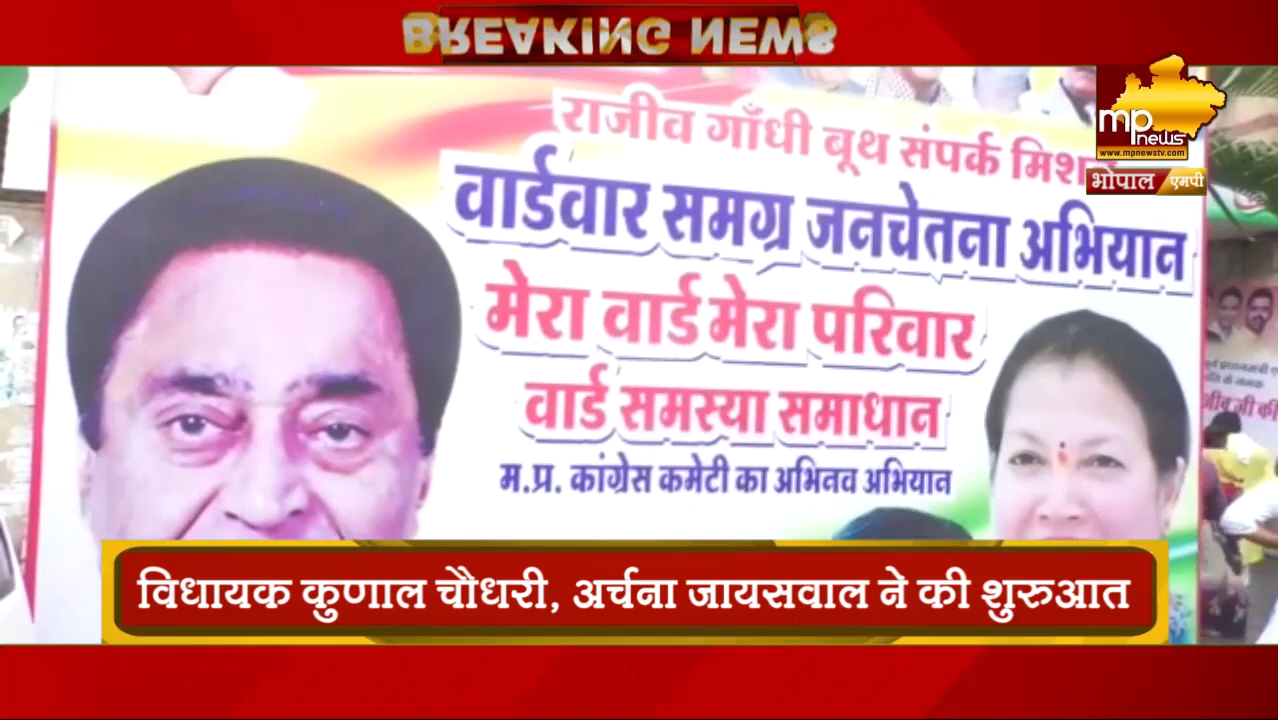 BREAKING NEWS
राजीव गाँधी बूथ संपर्क
वार्डवार समग्र जनचेतना अभियान
मेरा वार्ड मेरा परिवार
वार्ड समस्या समाधान
म.प्र. कांग्रेस कमेटी का अभिनव अभियान
mp
news
www.mpnewstv.com
भोपाल एमपी
विधायक कुणाल चौधरी, अर्चना जायसवाल ने की शुरुआत